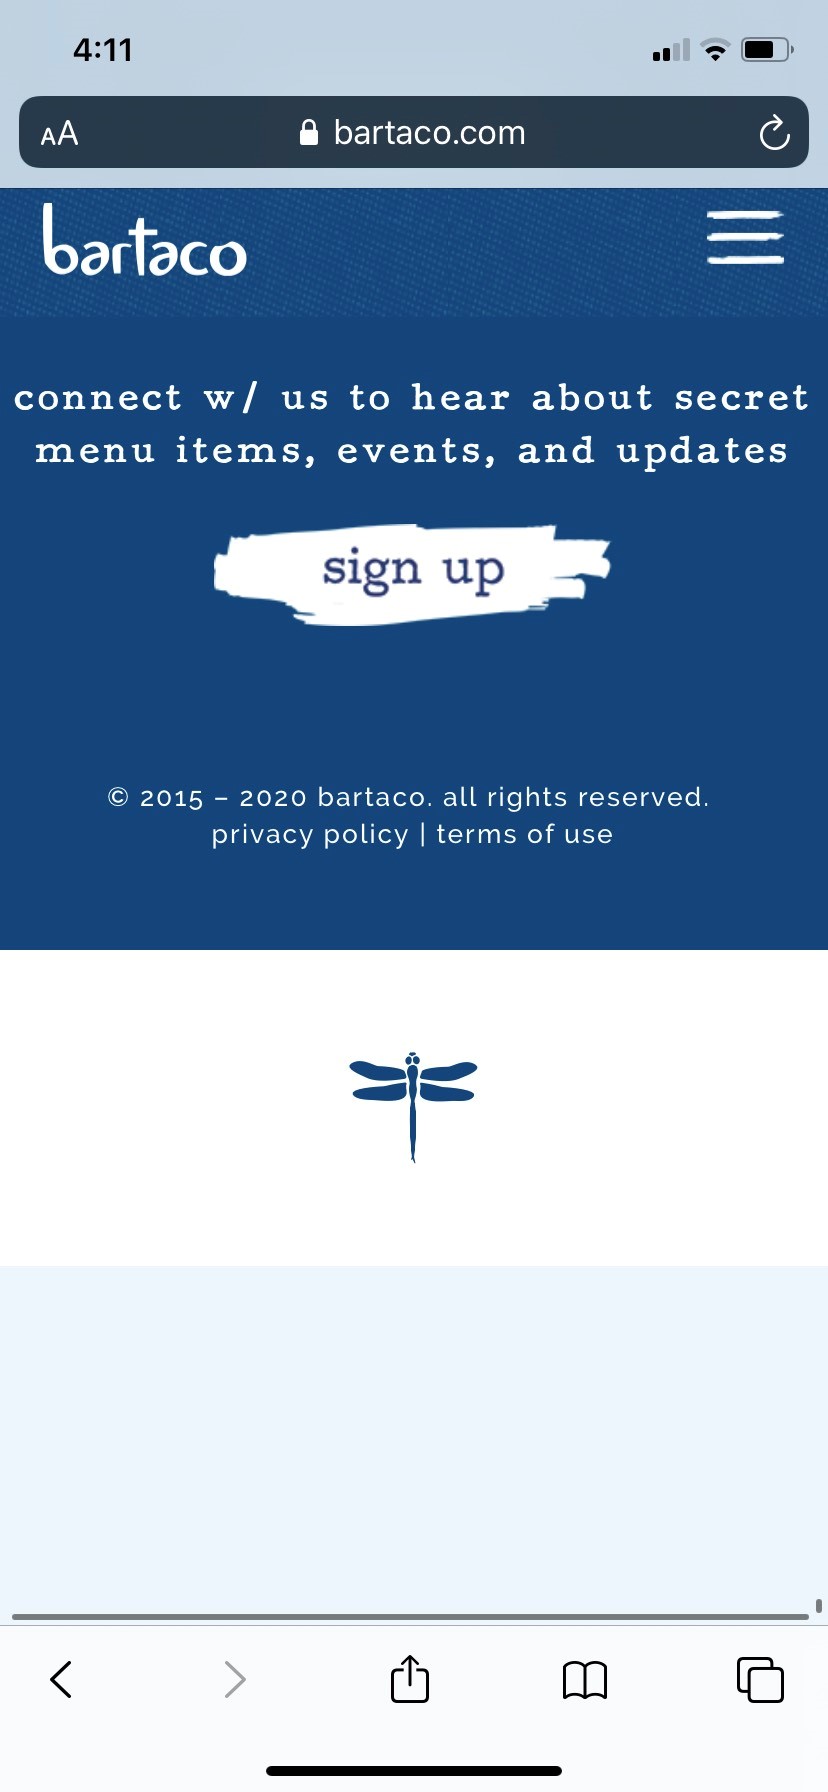 4:11
AA
bartaco.com
bartaco
connect w/ us to hear about secret
menu items, events, and updates
sign up
© 2015 – 2020 bartaco. all rights reserved.
privacy policy | terms of use